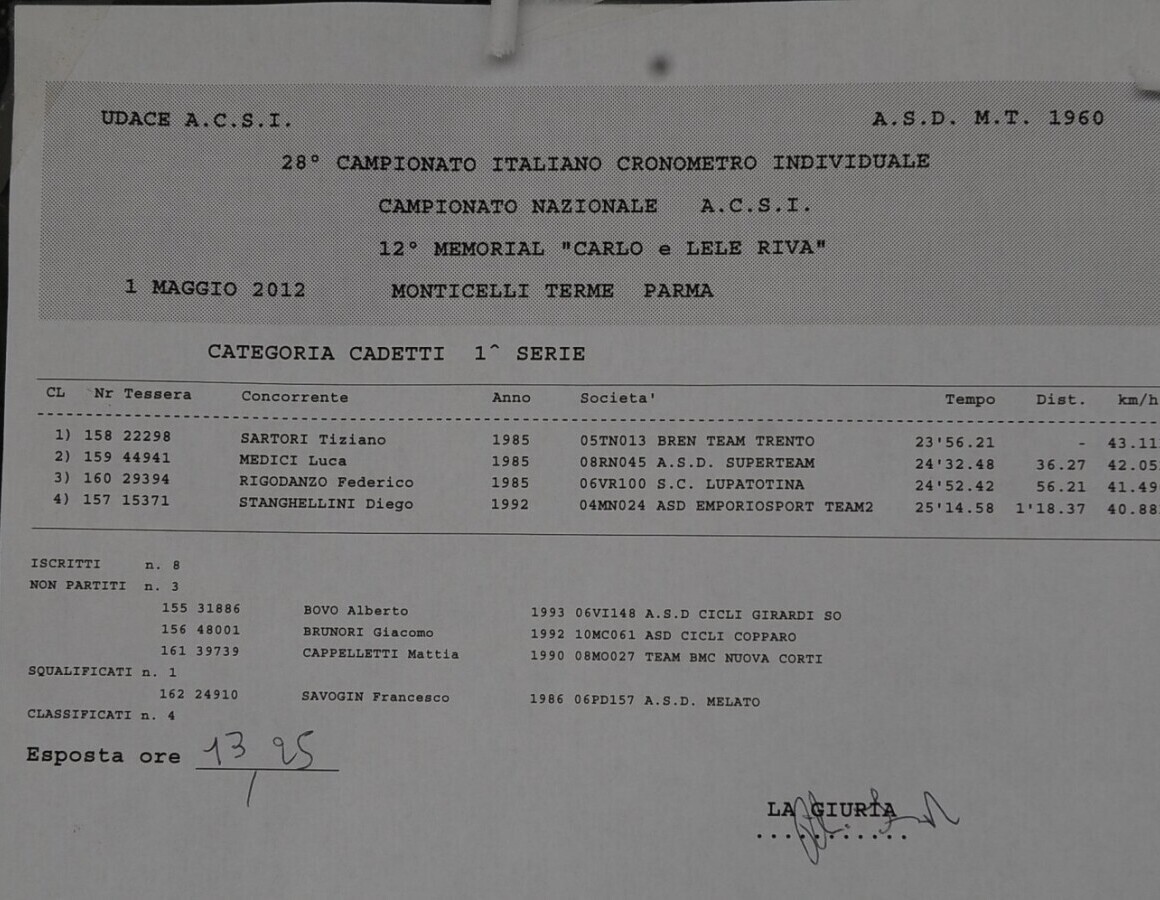 UDACE A.C.S.I. A.S.D. M.T. 1960
28° CAMPIONATO ITALIANO CRONOMETRO INDIVIDUALE
CAMPIONATO NAZIONALE A.C.S.I.
12° MEMORIAL "CARLO e LELE RIVA"
1 MAGGIO 2012 MONTICELLI TERME PARMA
CATEGORIA CADETTI 1^ SERIE
CL Nr Tessera Concorrente Anno Societa' Tempo Dist. km/h
1) 158 22298 SARTORI Tiziano 1985 05TN013 BREN TEAM TRENTO 23'56.21 - 43.11
2) 159 44941 MEDICI Luca 1985 08RN045 A.S.D. SUPERTEAM 24'32.48 36.27 42.05
3) 160 29394 RIGODANZO Federico 1985 06VR100 S.C. LUPATOTINA 24'52.42 56.21 41.49
4) 157 15371 STANGHELLINI Diego 1992 04MN024 ASD EMPORIOSPORT TEAM2 25'14.58 1'18.37 40.88
ISCRITTI n. 8
NON PARTITI n. 3
155 31886 BOVO Alberto 1993 06VI148 A.S.D CICLI GIRARDI SO
156 48001 BRUNORI Giacomo 1992 10MC061 ASD CICLI COPPARO
161 39739 CAPPELLETTI Mattia 1990 08MO027 TEAM BMC NUOVA CORTI
SQUALIFICATI n. 1
162 24910 SAVOGIN Francesco 1986 06PD157 A.S.D. MELATO
CLASSIFICATI n. 4
Esposta ore 13 25
LA GIURIA